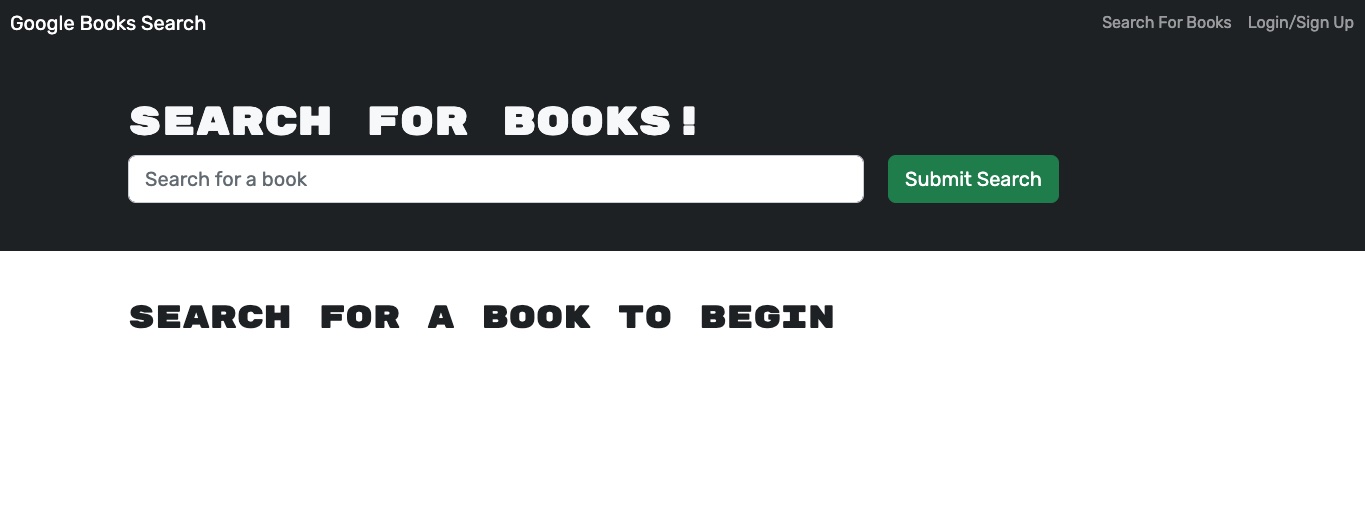 Google Books Search
Search For Books Login/Sign Up
SEARCH FOR BOOKS!
Search for a book
Submit Search
SEARCH FOR A BOOK TO BEGIN